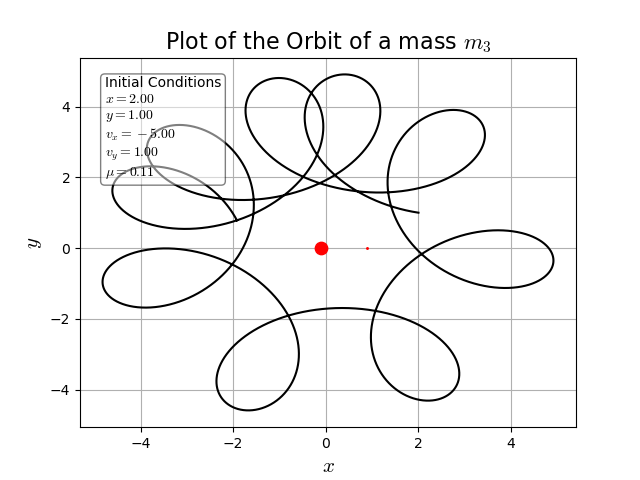 Plot of the Orbit of a mass m₃
Initial Conditions
x = 2.00
y = 1.00
vₓ = −5.00
v_y = 1.00
μ = 0.11
4
2
0
−2
−4
y
−4
−2
0
2
4
x